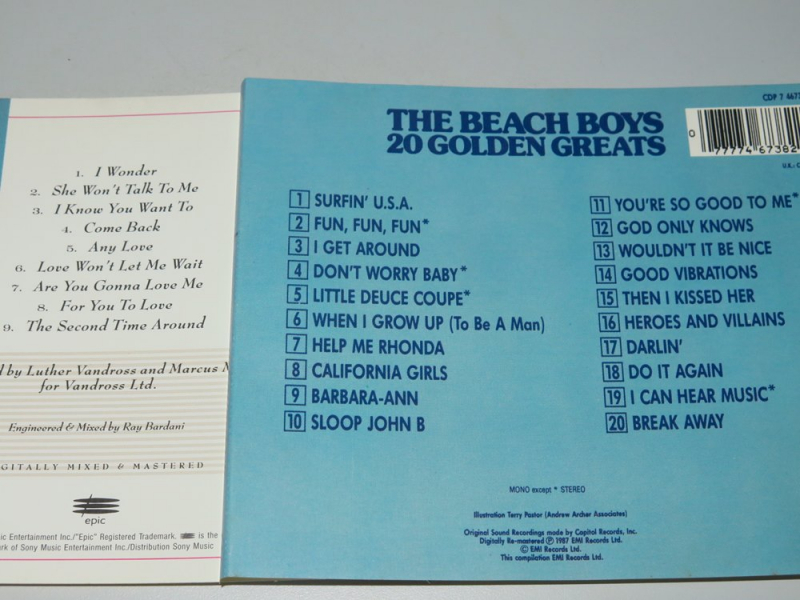 1. I Wonder
2. She Won't Talk To Me
3. I Know You Want To
4. Come Back
5. Any Love
6. Love Won't Let Me Wait
7. Are You Gonna Love Me
8. For You To Love
9. The Second Time Around
by Luther Vandross and Marcus
for Vandross Ltd.
Engineered & Mixed by Ray Bardani
MIXED & MASTERED
epic
Entertainment Inc./"Epic" Registered Trademark. is the
of Sony Music Entertainment Inc./Distribution Sony Music
CDP 7
THE BEACH BOYS
20 GOLDEN GREATS
0 77774 67382
1 SURFIN' U.S.A.
2 FUN, FUN, FUN*
3 I GET AROUND
4 DON'T WORRY BABY*
5 LITTLE DEUCE COUPE*
6 WHEN I GROW UP (To Be A Man)
7 HELP ME RHONDA
8 CALIFORNIA GIRLS
9 BARBARA-ANN
10 SLOOP JOHN B
11 YOU'RE SO GOOD TO ME*
12 GOD ONLY KNOWS
13 WOULDN'T IT BE NICE
14 GOOD VIBRATIONS
15 THEN I KISSED HER
16 HEROES AND VILLAINS
17 DARLIN'
18 DO IT AGAIN
19 I CAN HEAR MUSIC*
20 BREAK AWAY
MONO except * STEREO
Illustration Terry Pastor (Andrew Archer Associates)
Original Sound Recordings made by Capitol Records, Inc.
Digitally Re-mastered Ⓟ 1987 EMI Records Ltd.
© EMI Records Ltd.
This compilation EMI Records Ltd.